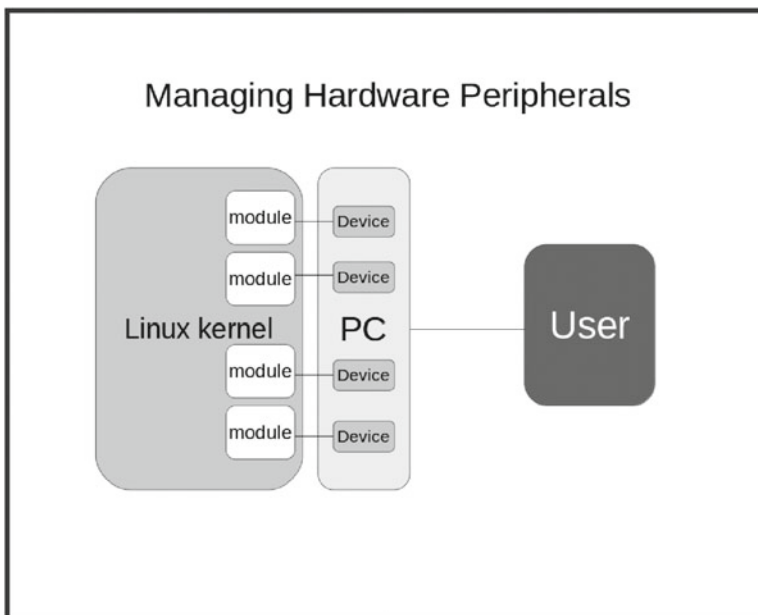 Managing Hardware Peripherals
module
Device
module
Device
Linux kernel
PC
User
module
Device
module
Device